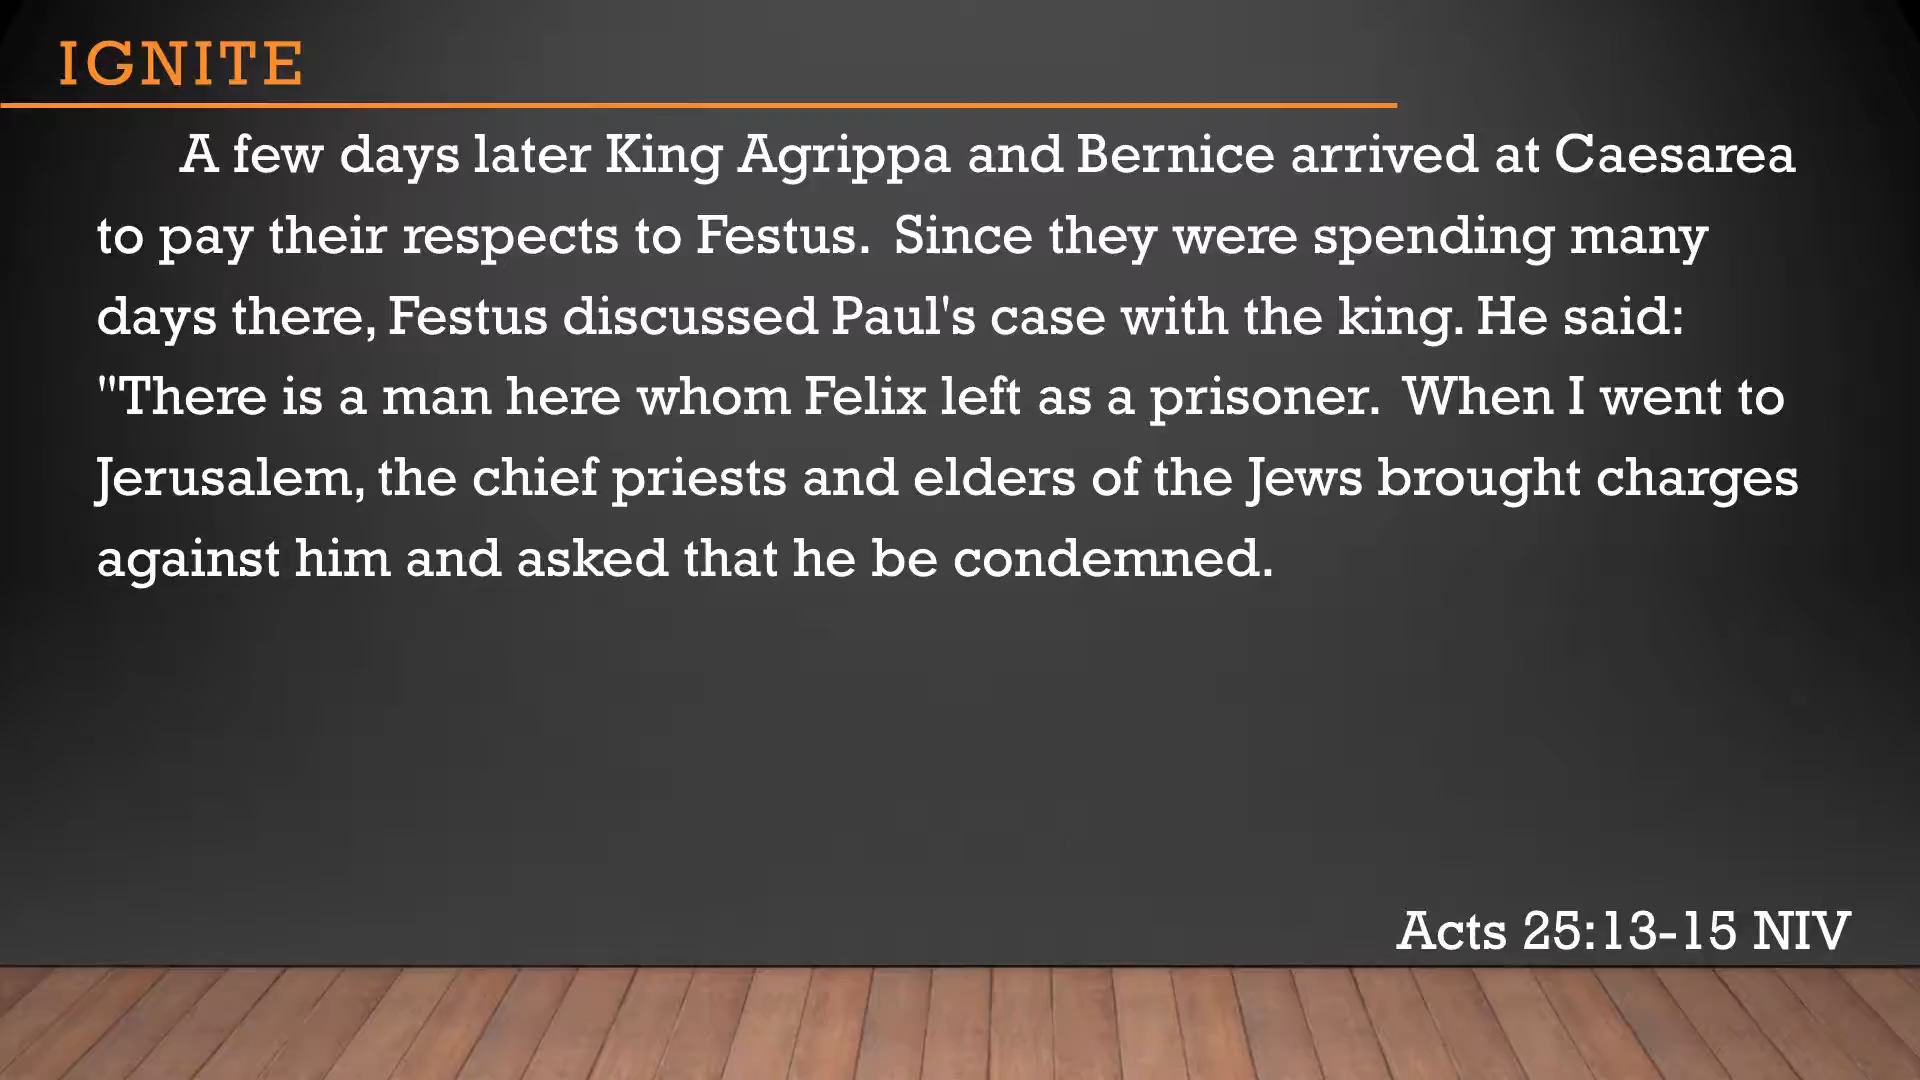 IGNITE
A few days later King Agrippa and Bernice arrived at Caesarea
to pay their respects to Festus.  Since they were spending many
days there, Festus discussed Paul's case with the king. He said:
"There is a man here whom Felix left as a prisoner.  When I went to
Jerusalem, the chief priests and elders of the Jews brought charges
against him and asked that he be condemned.
Acts 25:13-15 NIV